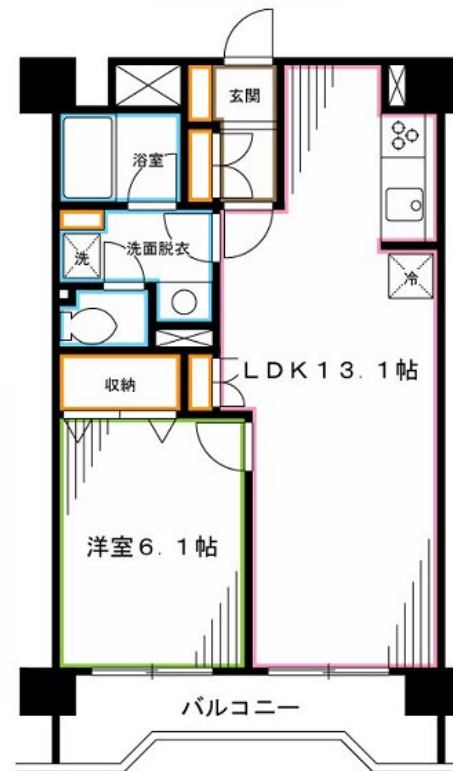 玄関
浴室
洗
洗面脱衣
冷
LDK13.1帖
収納
洋室6.1帖
バルコニー